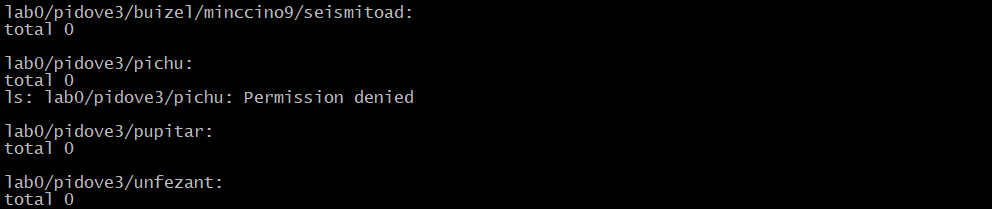 lab0/pidove3/buizel/minccino9/seismitoad:
total 0
lab0/pidove3/pichu:
total 0
ls: lab0/pidove3/pichu: Permission denied
lab0/pidove3/pupitar:
total 0
lab0/pidove3/unfezant:
total 0